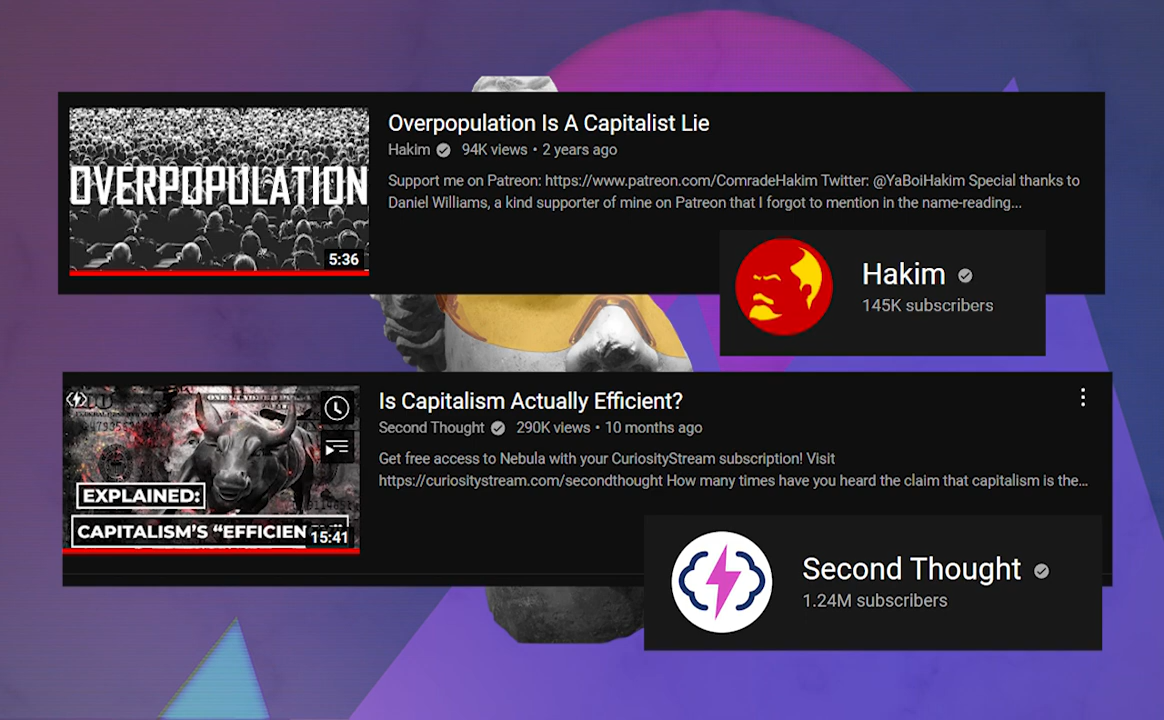 OVERPOPULATION
5:36
Overpopulation Is A Capitalist Lie
Hakim 94K views • 2 years ago
Support me on Patreon: https://www.patreon.com/ComradeHakim Twitter: @YaBoiHakim Special thanks to
Daniel Williams, a kind supporter of mine on Patreon that I forgot to mention in the name-reading...
Hakim
145K subscribers
EXPLAINED:
CAPITALISM'S “EFFICIEN
15:41
Is Capitalism Actually Efficient?
Second Thought 290K views • 10 months ago
Get free access to Nebula with your CuriosityStream subscription! Visit
https://curiositystream.com/secondthought How many times have you heard the claim that capitalism is the...
Second Thought
1.24M subscribers